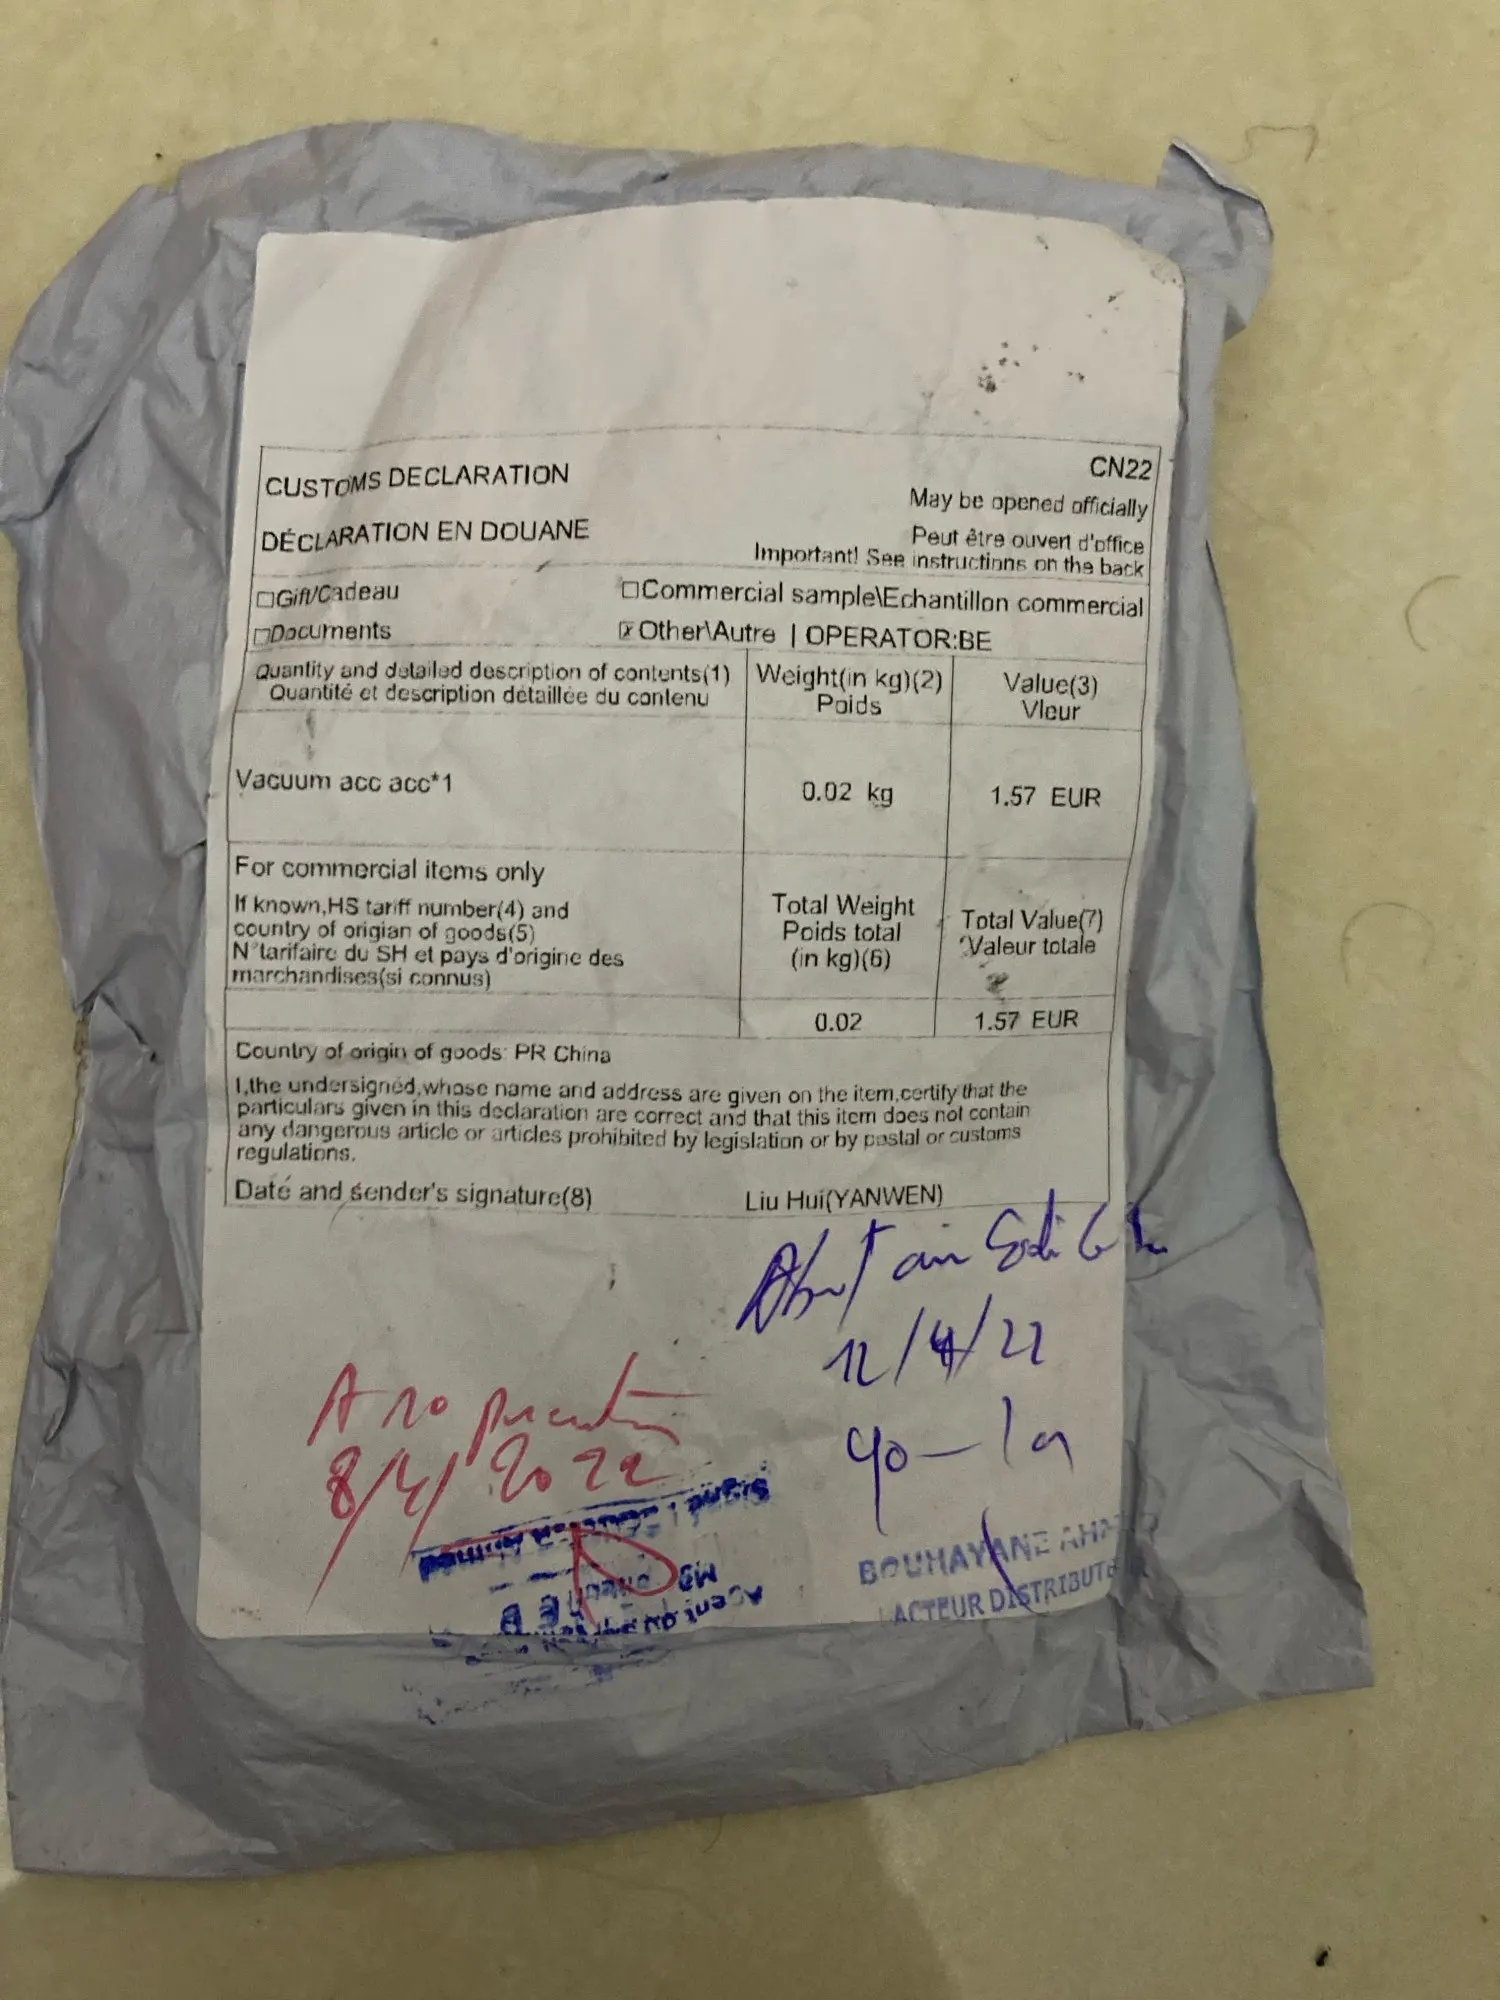 CUSTOMS DECLARATION
CN22
May be opened officially
DÉCLARATION EN DOUANE
Peut être ouvert d'office
Important! See instructions on the back
Gift/Cadeau
Commercial sample\Echantillon commercial
Documents
Other\Autre | OPERATOR:BE
Quantity and detailed description of contents(1)
Quantité et description détaillée du contenu
Weight(in kg)(2)
Poids
Value(3)
Vleur
Vacuum acc acc*1
0.02 kg
1.57 EUR
For commercial items only
If known,HS tariff number(4) and
country of origian of goods(5)
N°tarifaire du SH et pays d'origine des
marchandises(si connus)
Total Weight
Poids total
(in kg)(6)
Total Value(7)
Valeur totale
0.02
1.57 EUR
Country of origin of goods: PR China
I,the undersigned,whose name and address are given on the item,certify that the
particulars given in this declaration are correct and that this item does not contain
any dangerous article or articles prohibited by legislation or by postal or customs
regulations.
Date and sender's signature(8)
Liu Hui(YANWEN)
12/4/22
8/4/2022
BOUHAYANE
DISTRIBUT